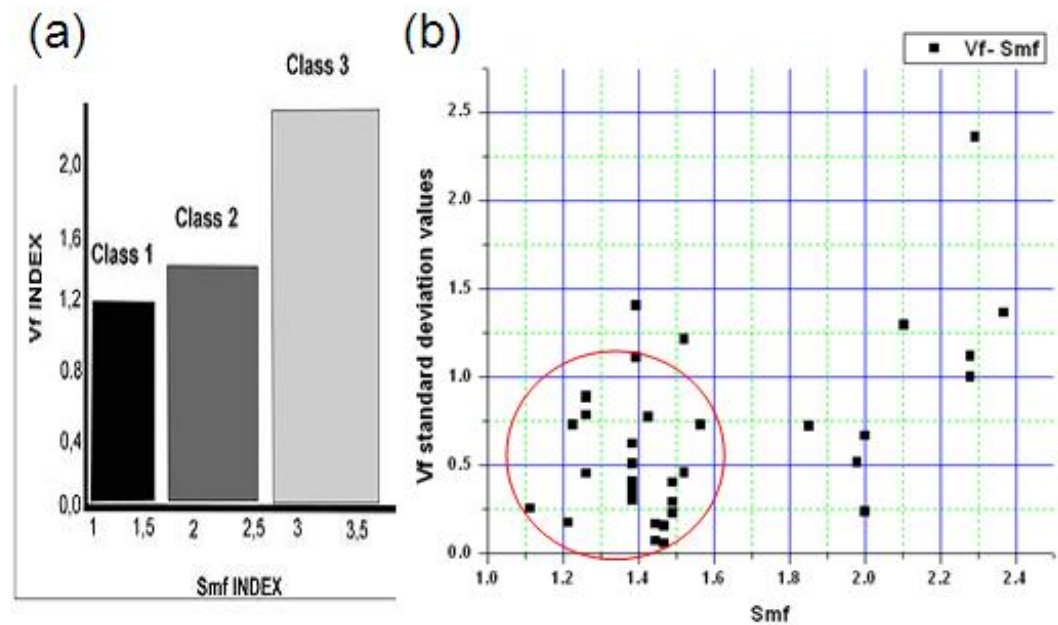 (a)
Class 3
Class 2
Class 1
Vf INDEX
2,0
1,6
1,2
0,8
0,4
0,0
1 1,5 2 2,5 3 3,5
Smf INDEX
(b)
Vf- Smf
Vf standard deviation values
2.5
2.0
1.5
1.0
0.5
0.0
1.0 1.2 1.4 1.6 1.8 2.0 2.2 2.4
Smf